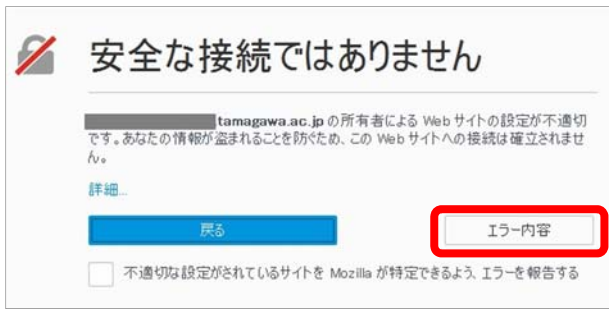 安全な接続ではありません
tamagawa.ac.jp の所有者による Web サイトの設定が不適切
です。あなたの情報が盗まれることを防ぐため、この Web サイトへの接続は確立されませ
ん。
詳細...
戻る
エラー内容
不適切な設定がされているサイトを Mozilla が特定できるよう、エラーを報告する